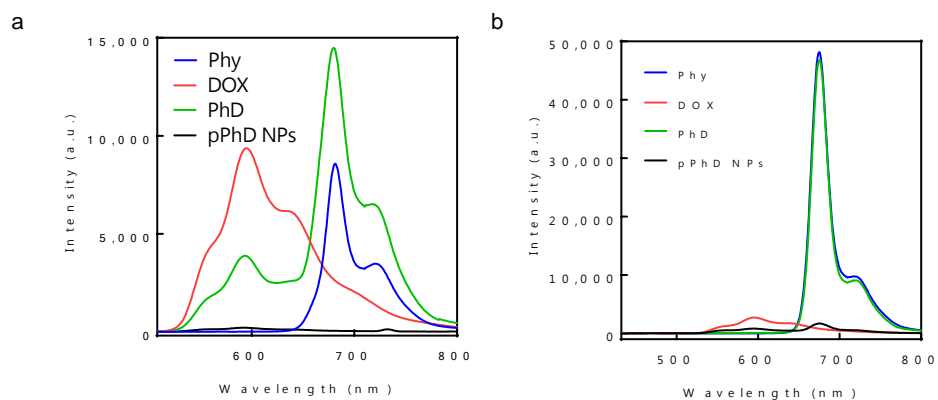 a
Intensity (a.u.)
15,000
10,000
5,000
0
Phy
DOX
PhD
pPhD NPs
600
700
800
Wavelength (nm)
b
Intensity (a.u.)
50,000
40,000
30,000
20,000
10,000
0
Phy
DOX
PhD
pPhD NPs
500
600
700
800
Wavelength (nm)